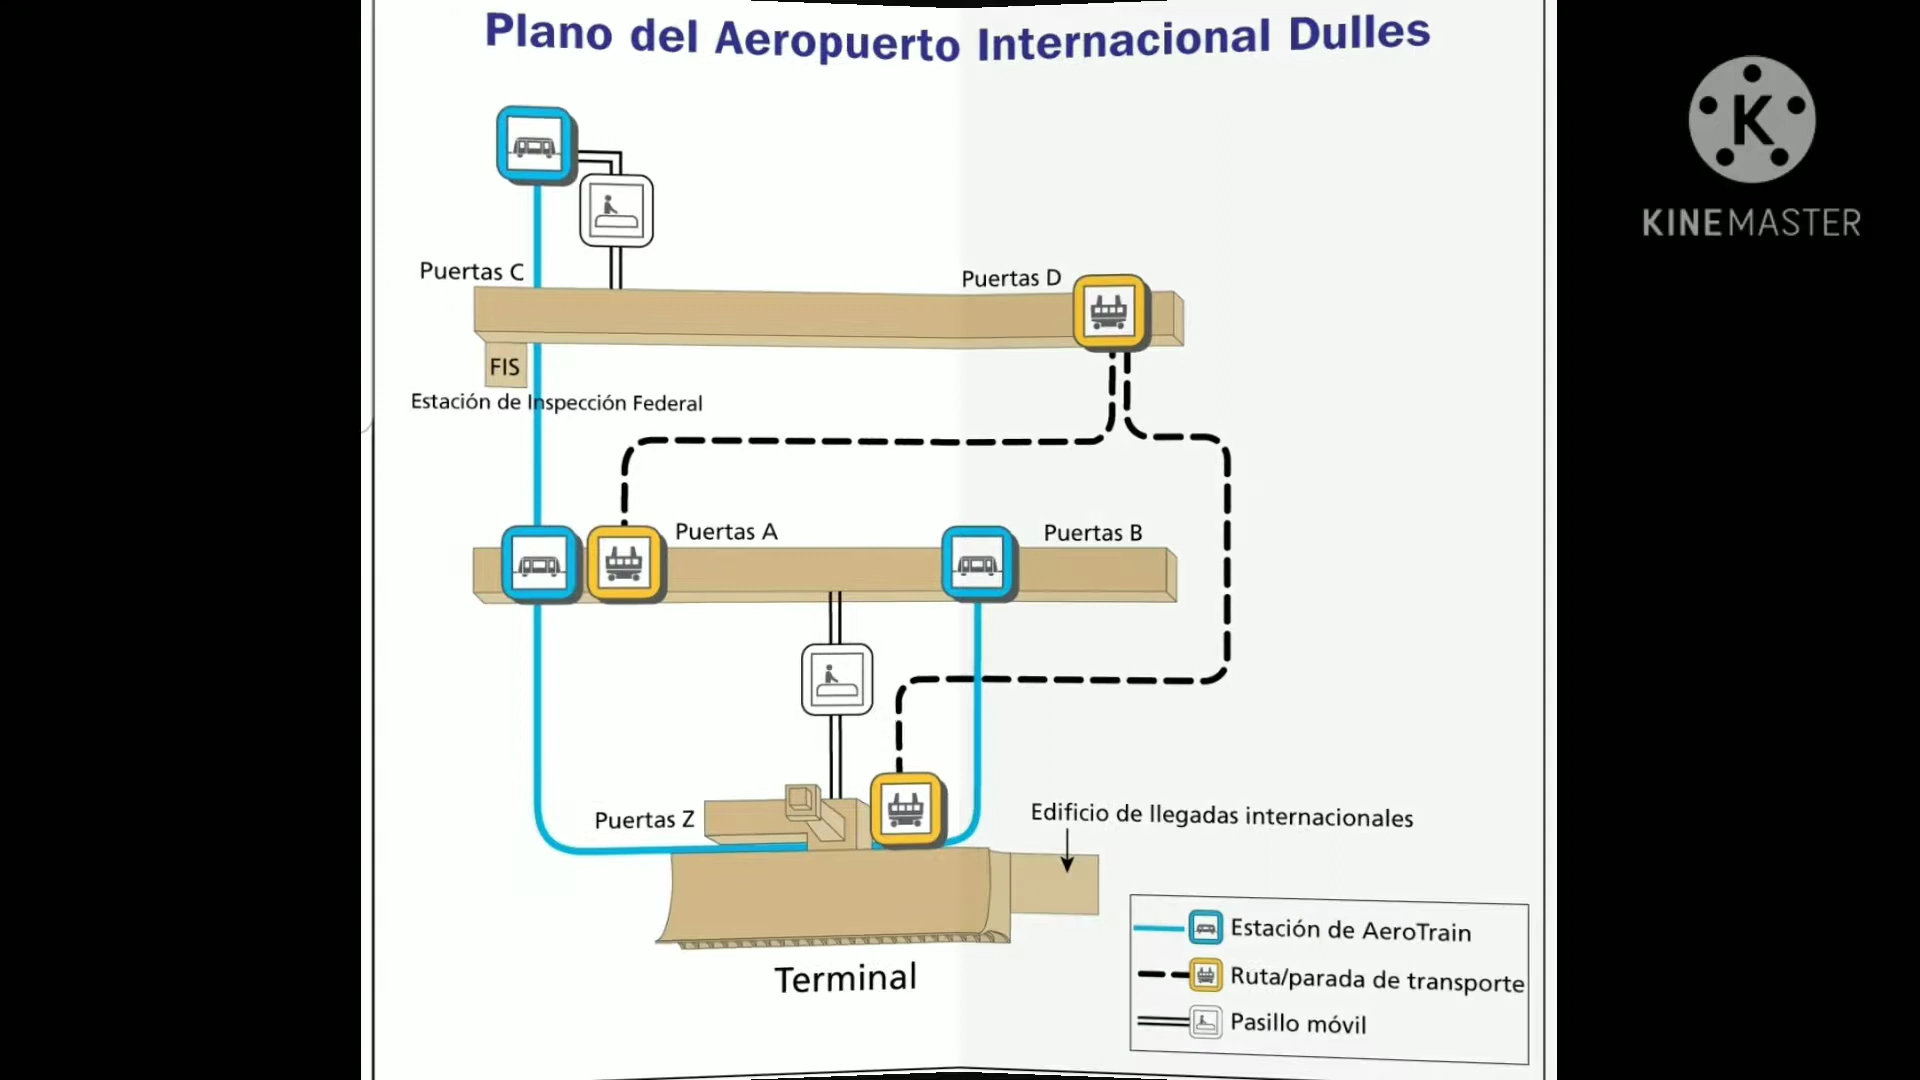 Plano del Aeropuerto Internacional Dulles
K
KINEMASTER
Puertas C
Puertas D
FIS
Estación de Inspección Federal
Puertas A
Puertas B
Puertas Z
Edificio de llegadas internacionales
Terminal
Estación de AeroTrain
Ruta/parada de transporte
Pasillo móvil